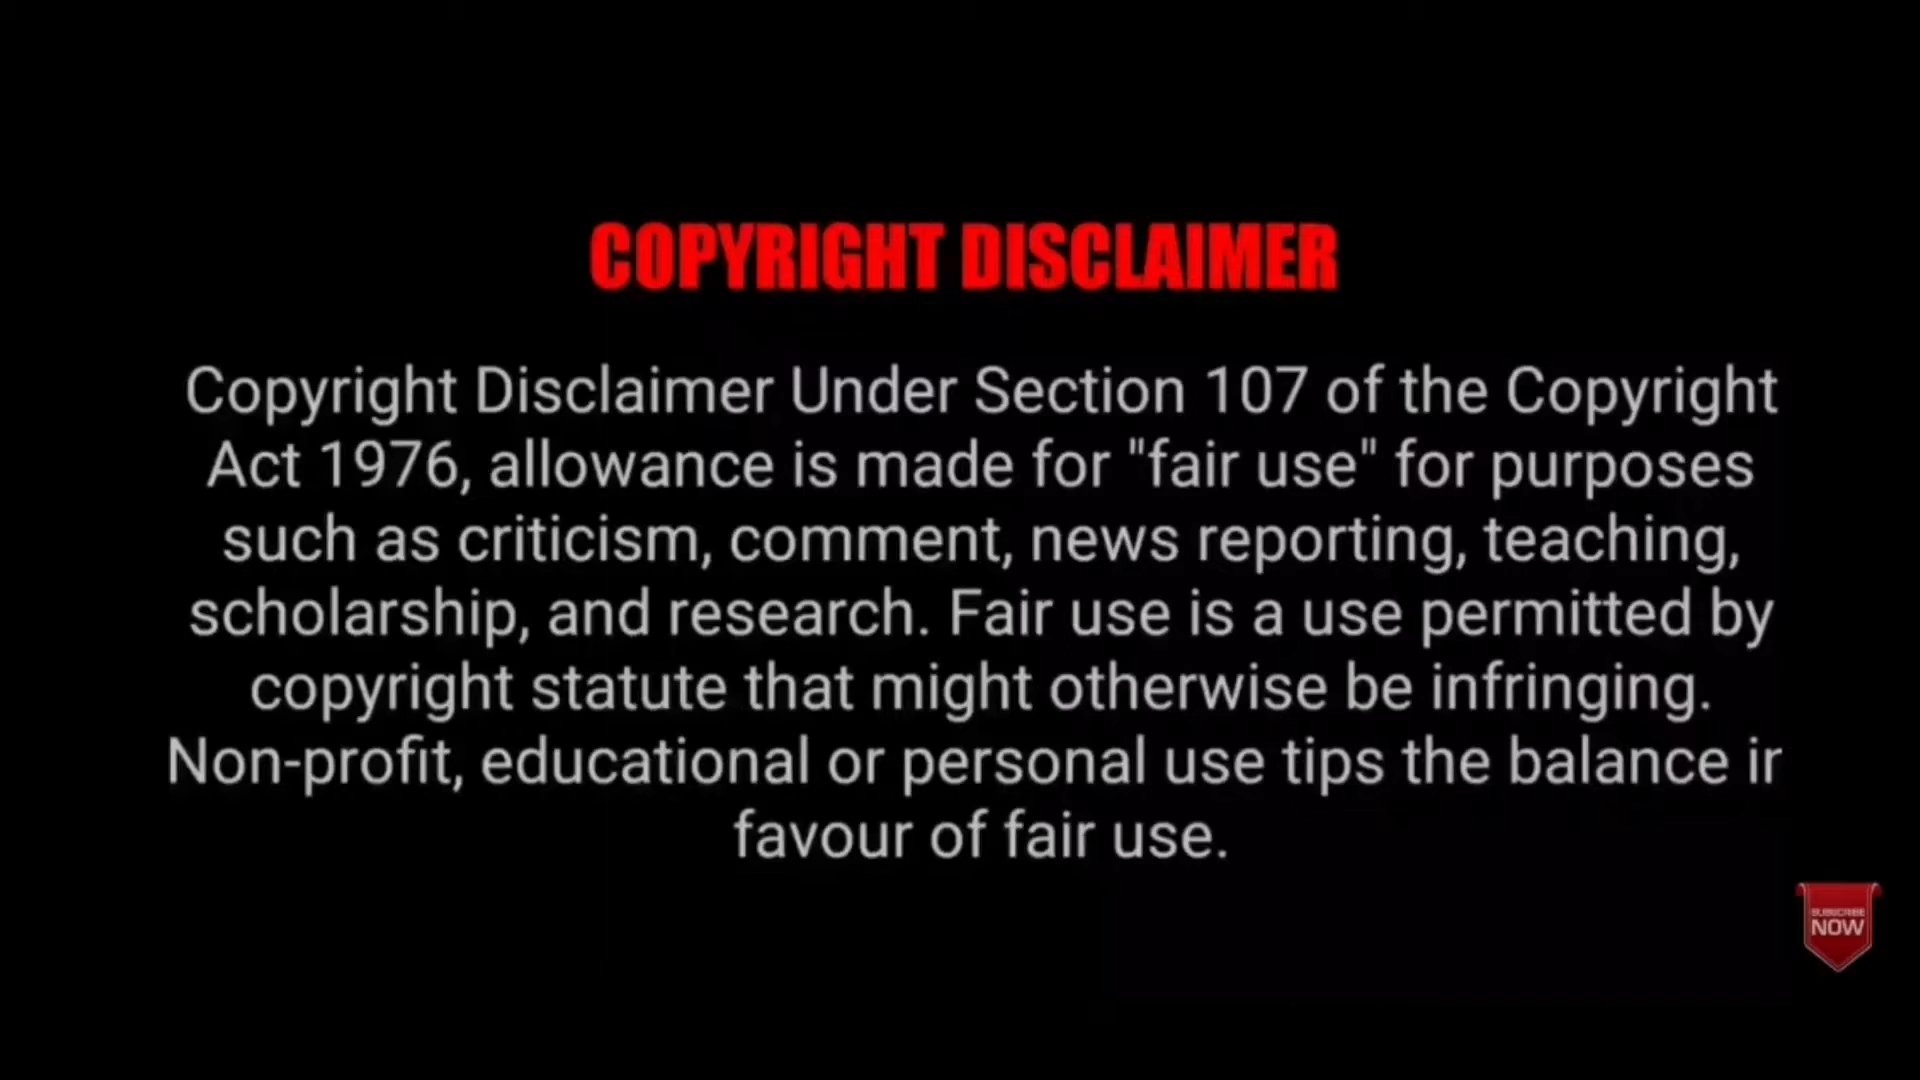 COPYRIGHT DISCLAIMER
Copyright Disclaimer Under Section 107 of the Copyright
Act 1976, allowance is made for "fair use" for purposes
such as criticism, comment, news reporting, teaching,
scholarship, and research. Fair use is a use permitted by
copyright statute that might otherwise be infringing.
Non-profit, educational or personal use tips the balance ir
favour of fair use.
SUBSCRIBE
NOW